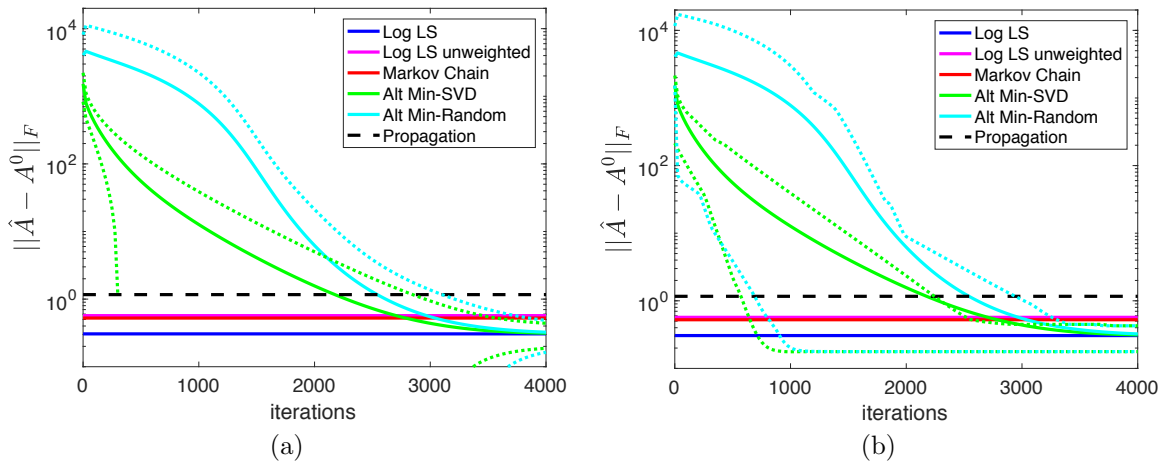 10^4
10^2
10^0
||Â − A^0||_F
0
1000
2000
3000
4000
iterations
Log LS
Log LS unweighted
Markov Chain
Alt Min-SVD
Alt Min-Random
Propagation
(a)
10^4
10^2
10^0
||Â − A^0||_F
0
1000
2000
3000
4000
iterations
Log LS
Log LS unweighted
Markov Chain
Alt Min-SVD
Alt Min-Random
Propagation
(b)